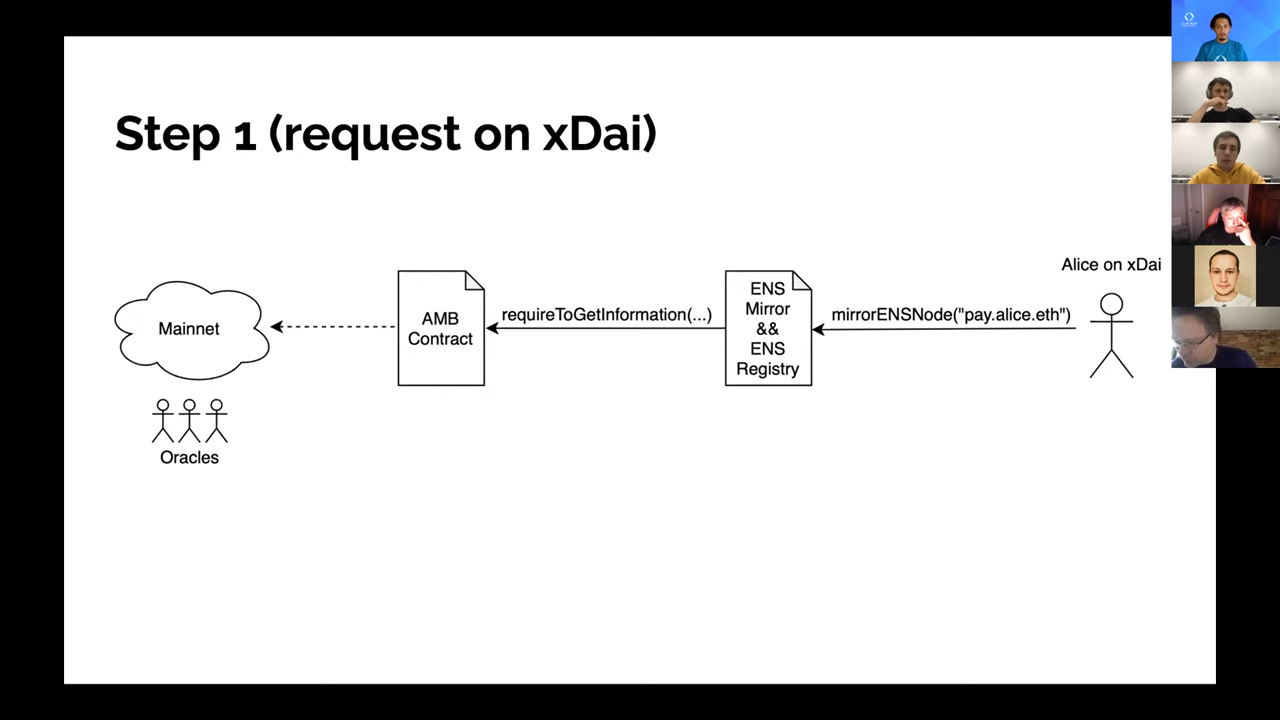 Step 1 (request on xDai)
Alice on xDai
Mainnet
AMB
Contract
requireToGetInformation(...)
ENS
Mirror
&&
ENS
Registry
mirrorENSNode("pay.alice.eth")
Oracles